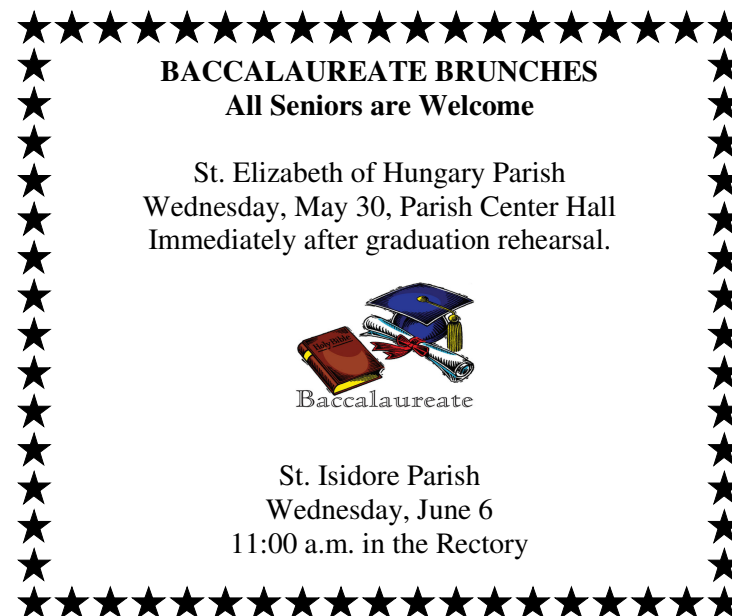 BACCALAUREATE BRUNCHES
All Seniors are Welcome
St. Elizabeth of Hungary Parish
Wednesday, May 30, Parish Center Hall
Immediately after graduation rehearsal.
Holy Bible
Baccalaureate
St. Isidore Parish
Wednesday, June 6
11:00 a.m. in the Rectory